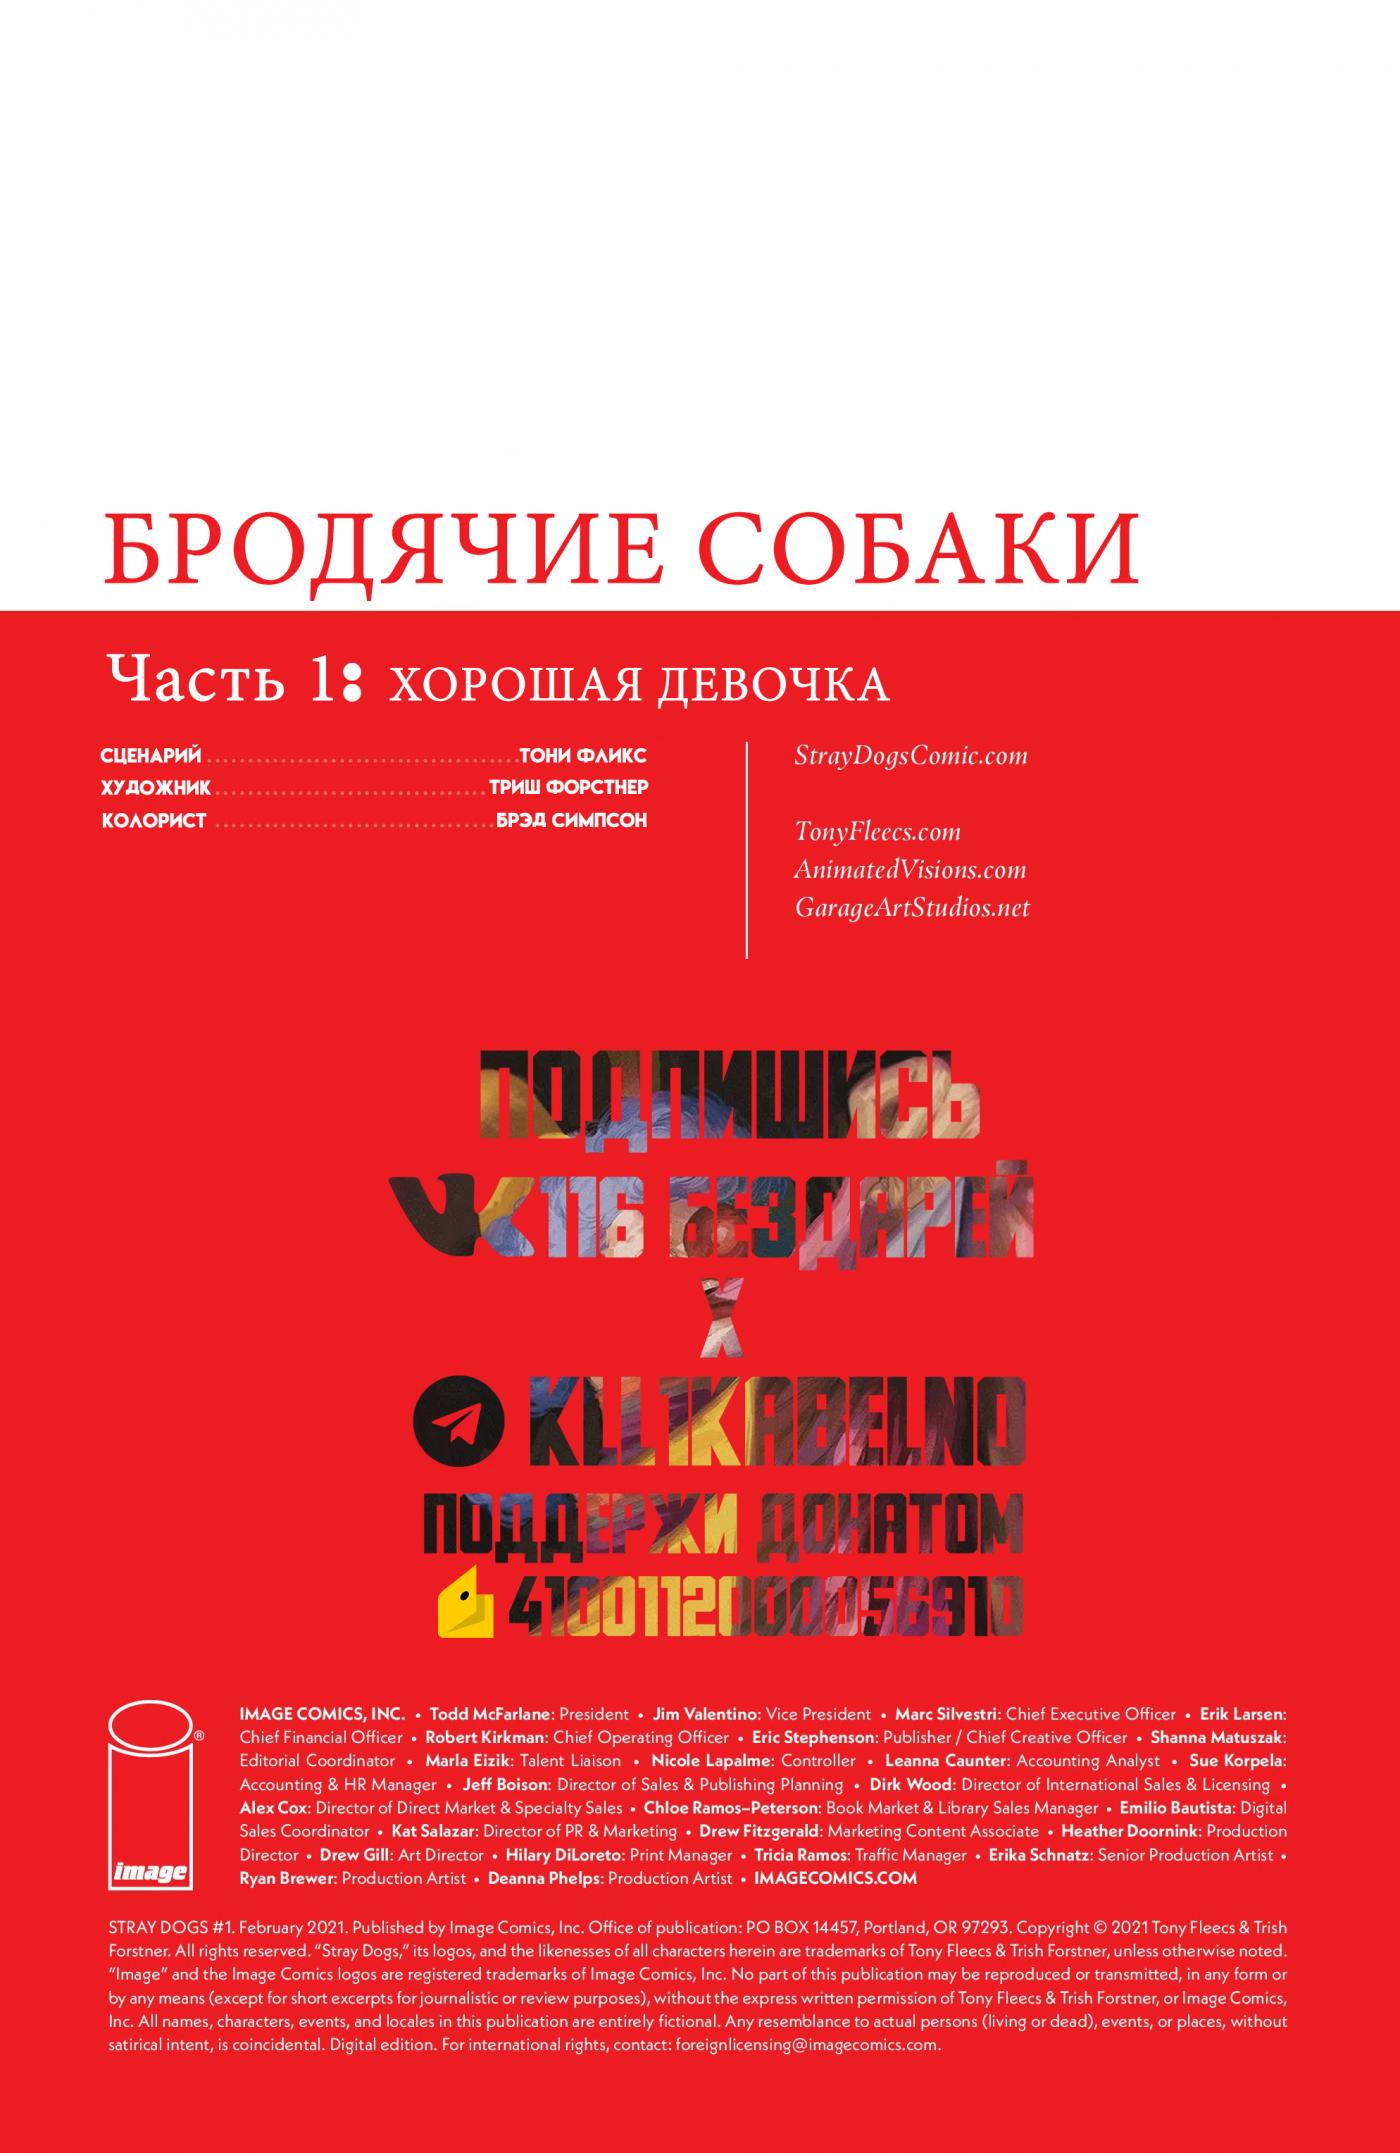 БРОДЯЧИЕ СОБАКИ
Часть 1: ХОРОШАЯ ДЕВОЧКА
СЦЕНАРИЙ ТОНИ ФЛИКС
ХУДОЖНИК ТРИШ ФОРСТНЕР
КОЛОРИСТ БРЭД СИМПСОН
StrayDogsComic.com
TonyFleecs.com
AnimatedVisions.com
GarageArtStudios.net
ПОДПИШИСЬ
116 БЕЗДАРЕЙ
X
KLL1KABELNO
ПОДДЕРЖИ ДОНАТОМ
4100112000056910
IMAGE COMICS, INC. • Todd McFarlane: President • Jim Valentino: Vice President • Marc Silvestri: Chief Executive Officer • Erik Larsen:
Chief Financial Officer • Robert Kirkman: Chief Operating Officer • Eric Stephenson: Publisher / Chief Creative Officer • Shanna Matuszak:
Editorial Coordinator • Marla Eizik: Talent Liaison • Nicole Lapalme: Controller • Leanna Caunter: Accounting Analyst • Sue Korpela:
Accounting & HR Manager • Jeff Boison: Director of Sales & Publishing Planning • Dirk Wood: Director of International Sales & Licensing •
Alex Cox: Director of Direct Market & Specialty Sales • Chloe Ramos-Peterson: Book Market & Library Sales Manager • Emilio Bautista: Digital
Sales Coordinator • Kat Salazar: Director of PR & Marketing • Drew Fitzgerald: Marketing Content Associate • Heather Doornink: Production
Director • Drew Gill: Art Director • Hilary DiLoreto: Print Manager • Tricia Ramos: Traffic Manager • Erika Schnatz: Senior Production Artist •
Ryan Brewer: Production Artist • Deanna Phelps: Production Artist • IMAGECOMICS.COM
image ®
STRAY DOGS #1. February 2021. Published by Image Comics, Inc. Office of publication: PO BOX 14457, Portland, OR 97293. Copyright © 2021 Tony Fleecs & Trish
Forstner. All rights reserved. “Stray Dogs,” its logos, and the likenesses of all characters herein are trademarks of Tony Fleecs & Trish Forstner, unless otherwise noted.
“Image” and the Image Comics logos are registered trademarks of Image Comics, Inc. No part of this publication may be reproduced or transmitted, in any form or
by any means (except for short excerpts for journalistic or review purposes), without the express written permission of Tony Fleecs & Trish Forstner, or Image Comics,
Inc. All names, characters, events, and locales in this publication are entirely fictional. Any resemblance to actual persons (living or dead), events, or places, without
satirical intent, is coincidental. Digital edition. For international rights, contact: foreignlicensing@imagecomics.com.